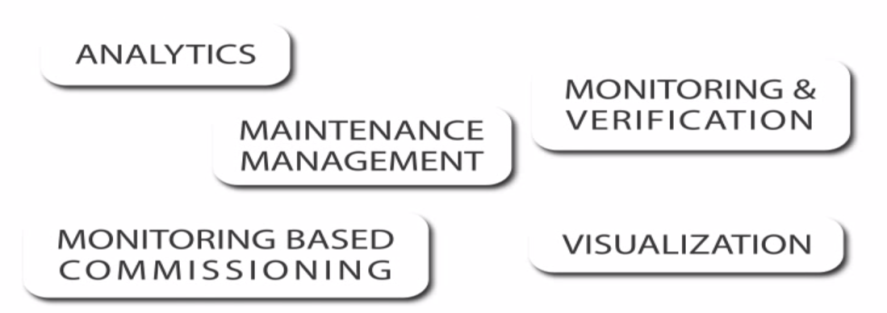 ANALYTICS
MONITORING &
VERIFICATION
MAINTENANCE
MANAGEMENT
MONITORING BASED
COMMISSIONING
VISUALIZATION